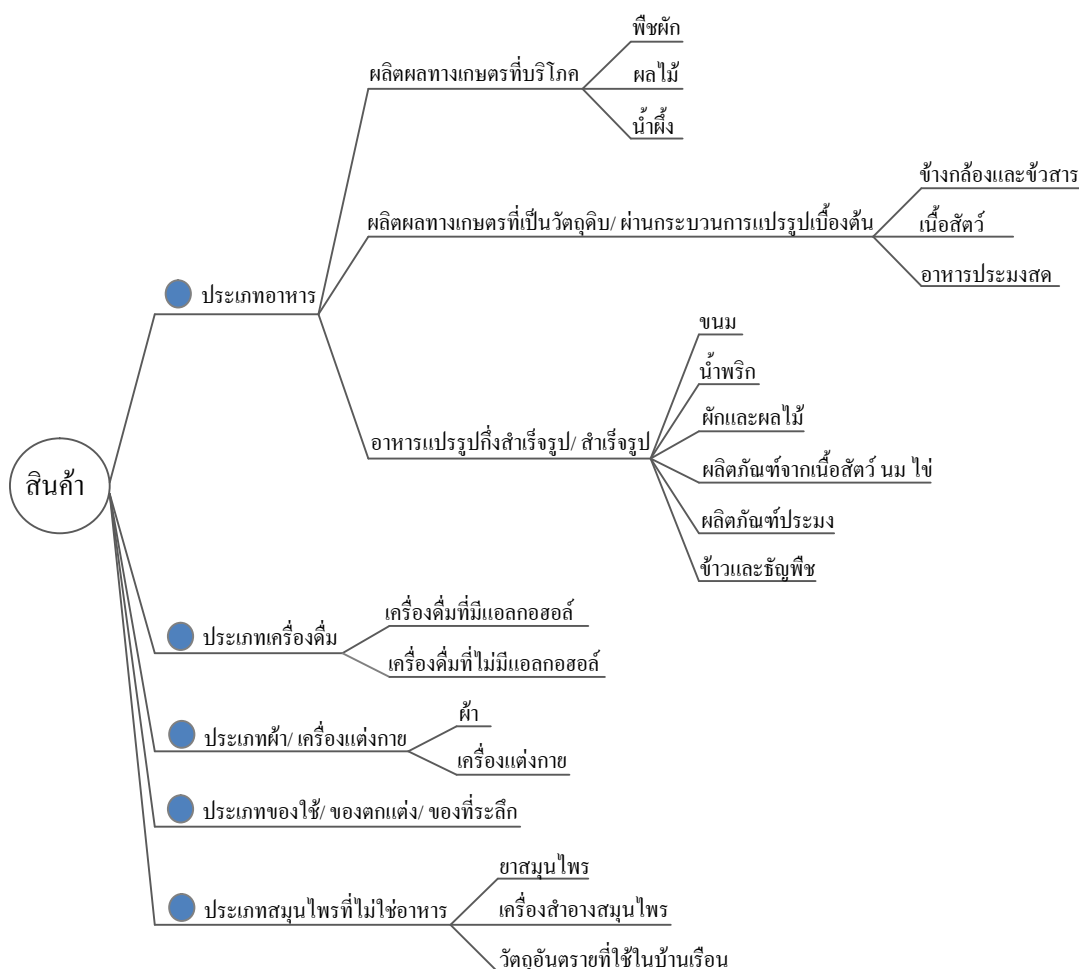 สินค้า
ประเภทอาหาร
ผลิตผลทางเกษตรที่บริโภค
พืชผัก
ผลไม้
น้ำผึ้ง
ผลิตผลทางเกษตรที่เป็นวัตถุดิบ/ ผ่านกระบวนการแปรรูปเบื้องต้น
ข้างกล้องและข้วสาร
เนื้อสัตว์
อาหารประมงสด
อาหารแปรรูปกึ่งสำเร็จรูป/ สำเร็จรูป
ขนม
น้ำพริก
ผักและผลไม้
ผลิตภัณฑ์จากเนื้อสัตว์ นม ไข่
ผลิตภัณฑ์ประมง
ข้าวและธัญพืช
ประเภทเครื่องดื่ม
เครื่องดื่มที่มีแอลกอฮอล์
เครื่องดื่มที่ไม่มีแอลกอฮอล์
ประเภทผ้า/ เครื่องแต่งกาย
ผ้า
เครื่องแต่งกาย
ประเภทของใช้/ ของตกแต่ง/ ของที่ระลึก
ประเภทสมุนไพรที่ไม่ใช่อาหาร
ยาสมุนไพร
เครื่องสำอางสมุนไพร
วัตถุอันตรายที่ใช้ในบ้านเรือน